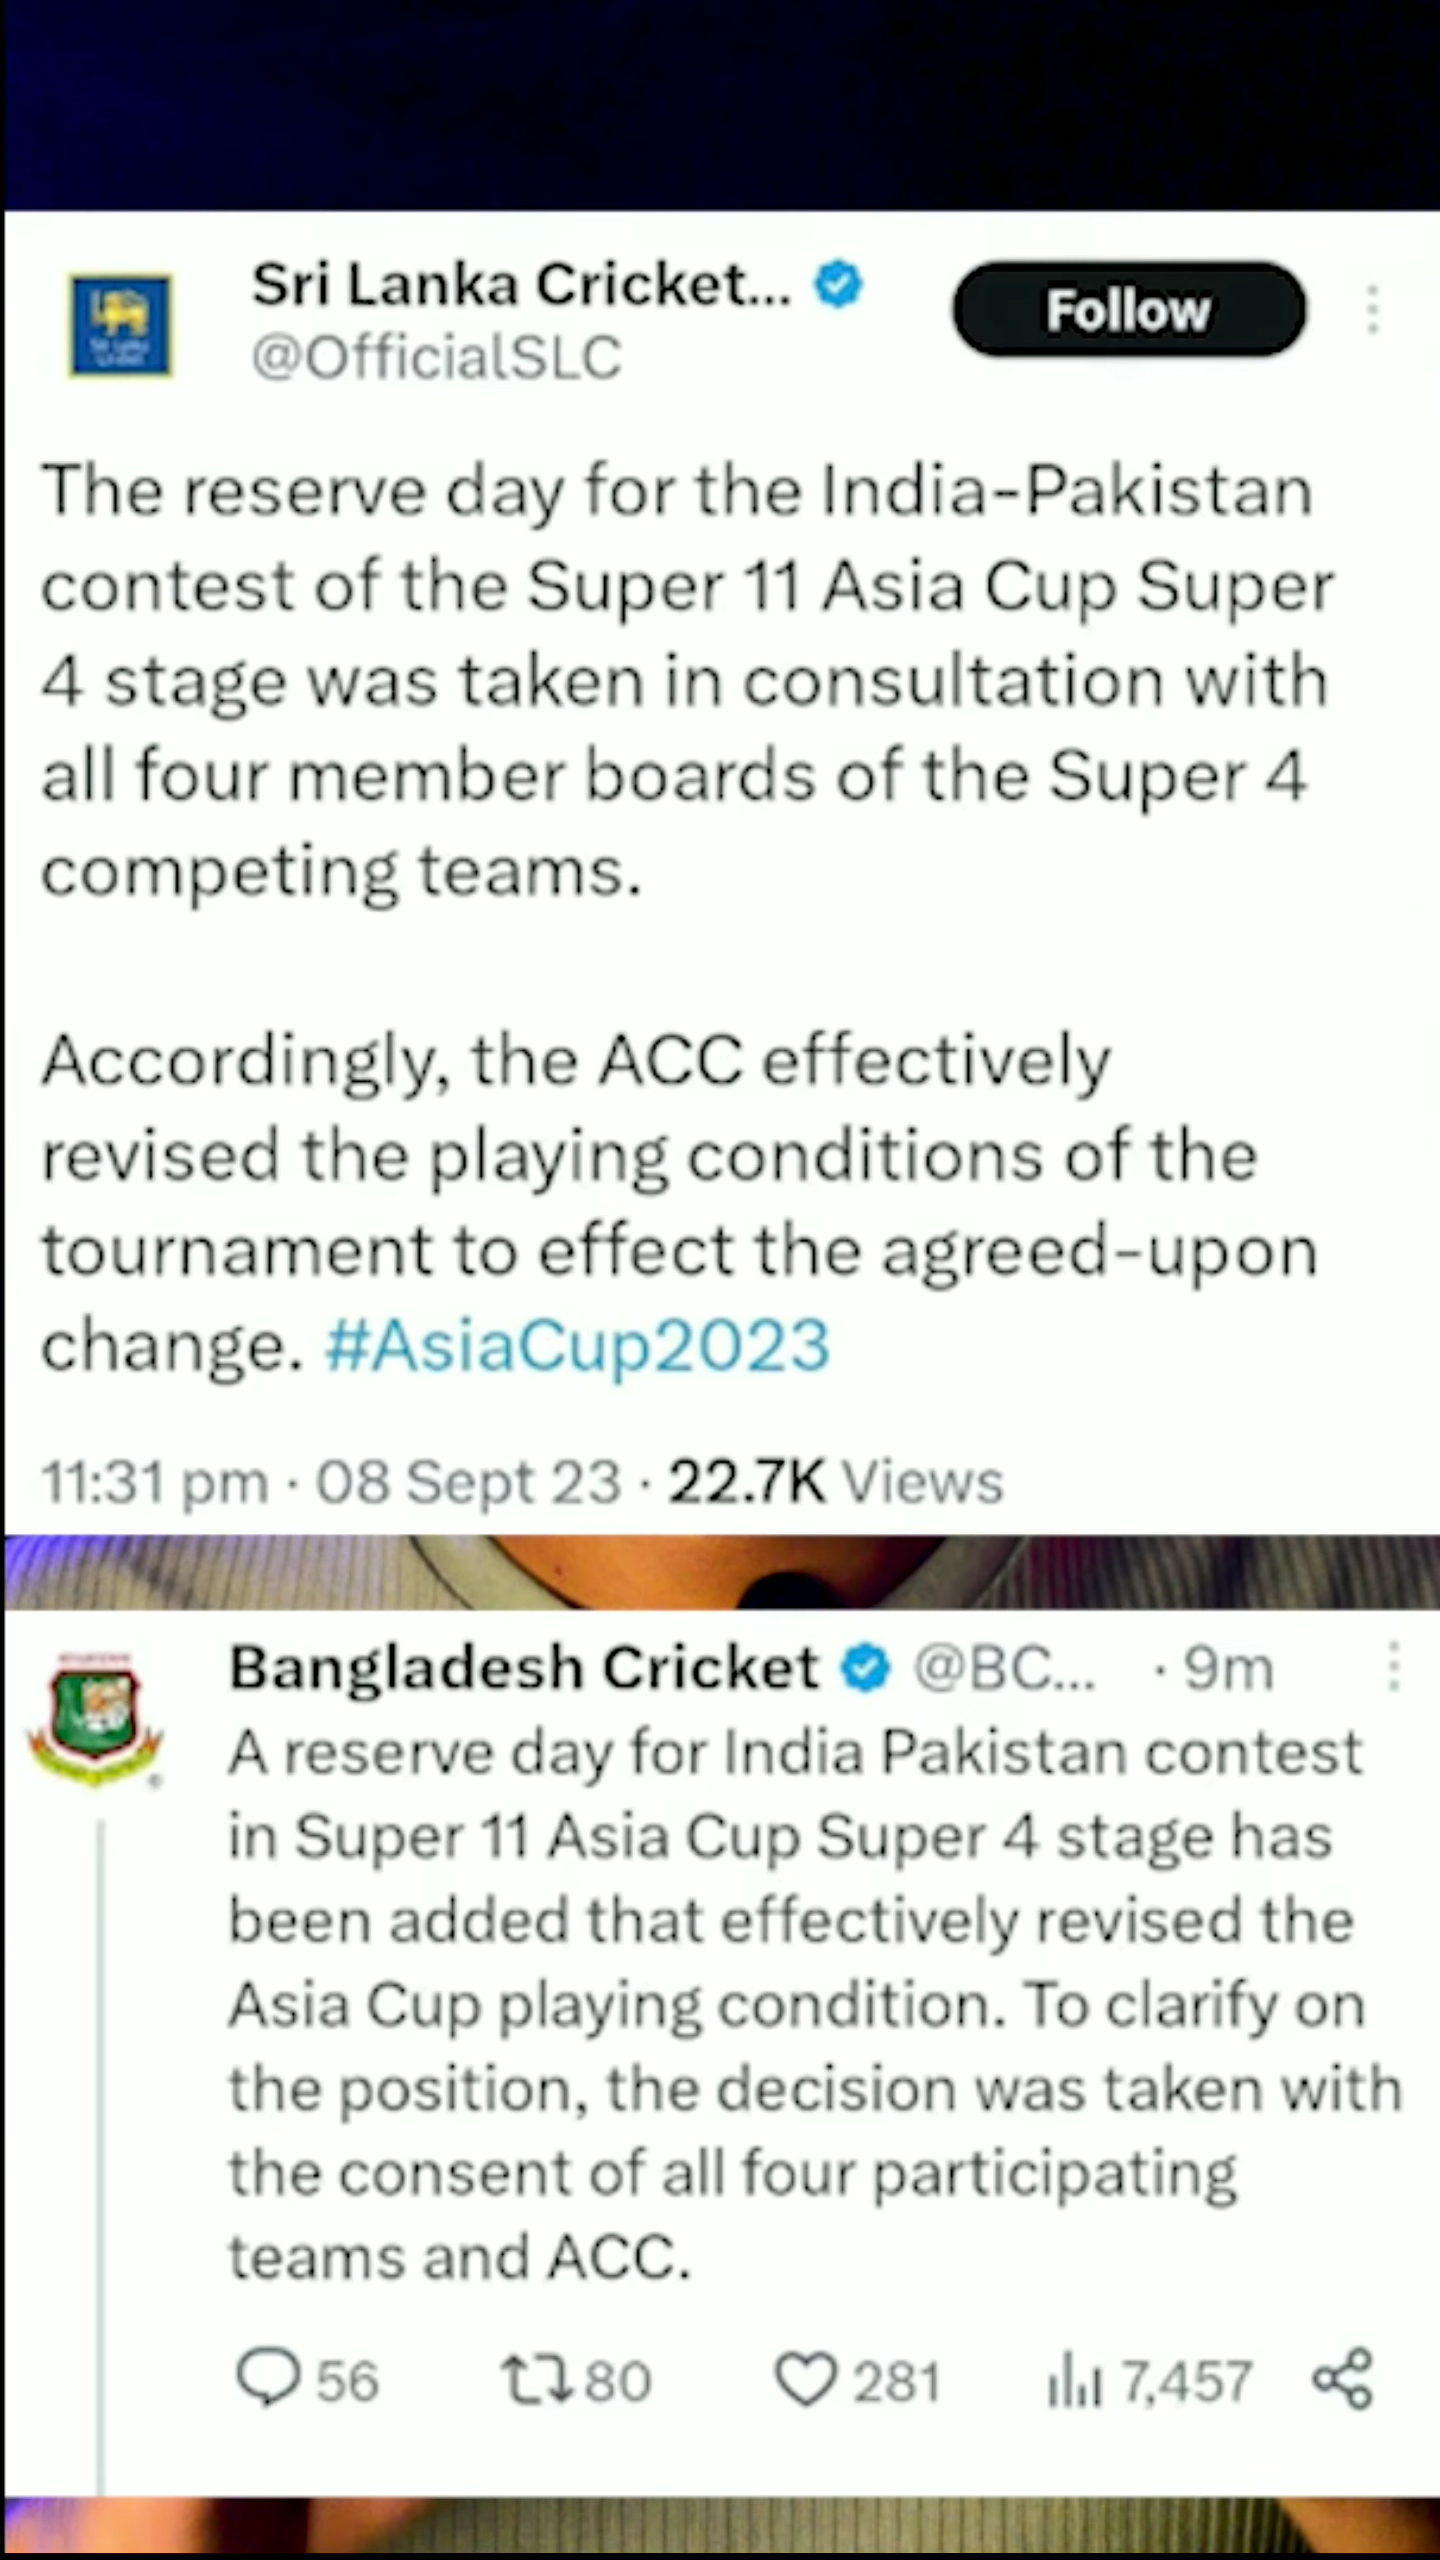 Sri Lanka Cricket...
Follow
@OfficialSLC
The reserve day for the India-Pakistan
contest of the Super 11 Asia Cup Super
4 stage was taken in consultation with
all four member boards of the Super 4
competing teams.
Accordingly, the ACC effectively
revised the playing conditions of the
tournament to effect the agreed-upon
change. #AsiaCup2023
11:31 pm · 08 Sept 23 · 22.7K Views
Bangladesh Cricket @BC... · 9m
A reserve day for India Pakistan contest
in Super 11 Asia Cup Super 4 stage has
been added that effectively revised the
Asia Cup playing condition. To clarify on
the position, the decision was taken with
the consent of all four participating
teams and ACC.
56 80 281 7,457